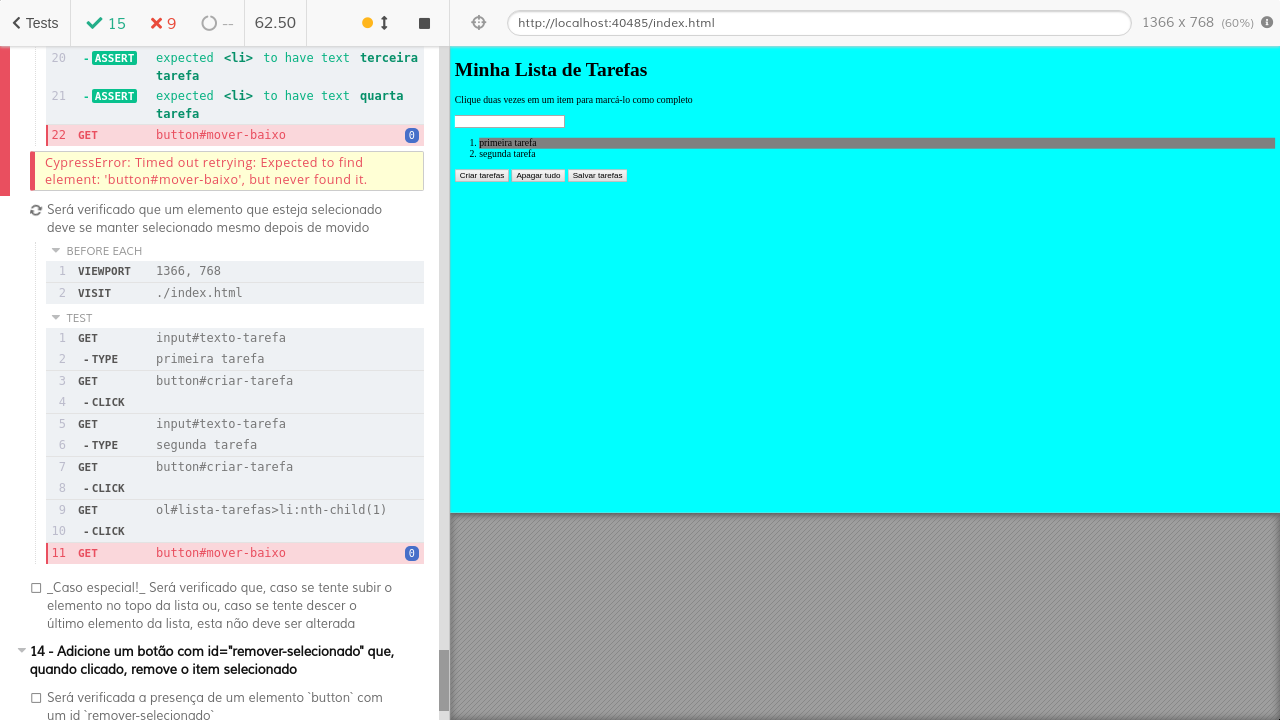 Tests
15
9
--
62.50
http://localhost:40485/index.html
1366 x 768 (60%)
20 - ASSERT expected <li> to have text terceira
tarefa
21 - ASSERT expected <li> to have text quarta
tarefa
22 GET button#mover-baixo 0
CypressError: Timed out retrying: Expected to find
element: 'button#mover-baixo', but never found it.
Será verificado que um elemento que esteja selecionado
deve se manter selecionado mesmo depois de movido
BEFORE EACH
1 VIEWPORT 1366, 768
2 VISIT ./index.html
TEST
1 GET input#texto-tarefa
2 - TYPE primeira tarefa
3 GET button#criar-tarefa
4 - CLICK
5 GET input#texto-tarefa
6 - TYPE segunda tarefa
7 GET button#criar-tarefa
8 - CLICK
9 GET ol#lista-tarefas>li:nth-child(1)
10 - CLICK
11 GET button#mover-baixo 0
_Caso especial!_ Será verificado que, caso se tente subir o
elemento no topo da lista ou, caso se tente descer o
último elemento da lista, esta não deve ser alterada
14 - Adicione um botão com id="remover-selecionado" que,
quando clicado, remove o item selecionado
Será verificada a presença de um elemento `button` com
um id `remover-selecionado`
Minha Lista de Tarefas
Clique duas vezes em um item para marcá-lo como completo
1. primeira tarefa
2. segunda tarefa
Criar tarefas Apagar tudo Salvar tarefas